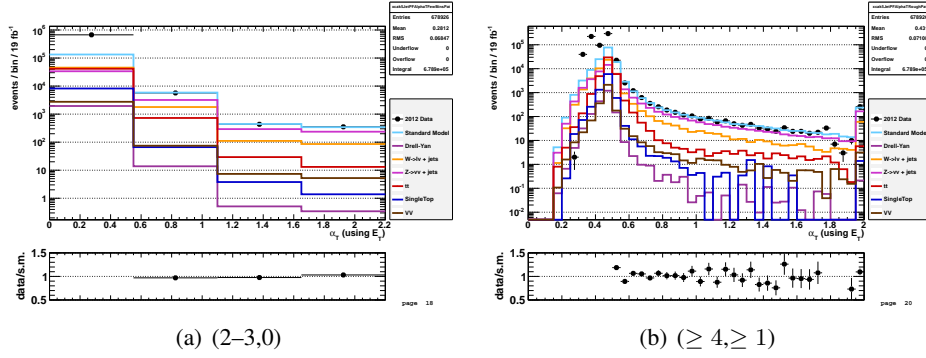 Entries 678926
Mean 0.2812
RMS 0.06847
Underflow 0
Overflow 0
Integral 6.789e+05
events / bin / 19 fb⁻¹
10⁶
10⁵
10⁴
10³
10²
10
1
0 0.2 0.4 0.6 0.8 1 1.2 1.4 1.6 1.8 2 2.2
α_T (using E_T)
2012 Data
Standard Model
Drell-Yan
W->lν + jets
Z->νν + jets
tt
SingleTop
VV
data/s.m.
1.5
1.0
0.5
page 18
(a) (2–3,0)
Entries 678926
Mean 0.43
RMS
Underflow 0
Overflow 0
Integral 6.789e+05
events / bin / 19 fb⁻¹
10⁵
10⁴
10³
10²
10
1
10⁻¹
10⁻²
0 0.2 0.4 0.6 0.8 1 1.2 1.4 1.6 1.8 2
α_T (using E_T)
2012 Data
Standard Model
Drell-Yan
W->lν + jets
Z->νν + jets
tt
SingleTop
VV
data/s.m.
1.5
1.0
0.5
page 20
(b) (≥ 4,≥ 1)